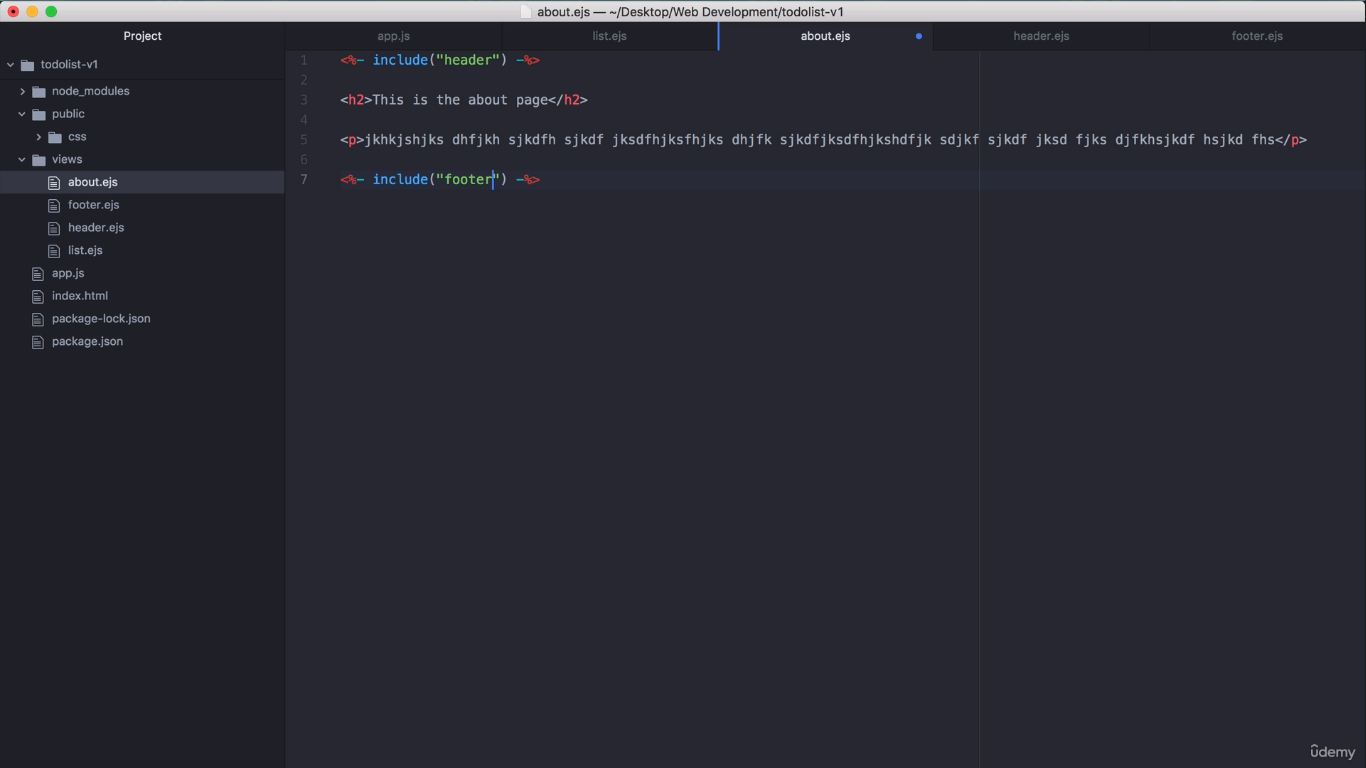 about.ejs — ~/Desktop/Web Development/todolist-v1
Project
app.js
list.ejs
about.ejs
header.ejs
footer.ejs
todolist-v1
node_modules
public
css
views
about.ejs
footer.ejs
header.ejs
list.ejs
app.js
index.html
package-lock.json
package.json
1 <%- include("header") -%>
2
3 <h2>This is the about page</h2>
4
5 <p>jkhkjshjks dhfjkh sjkdfh sjkdf jksdfhjksfhjks dhjfk sjkdfjksdfhjkshdfjk sdjkf sjkdf jksd fjks djfkhsjkdf hsjkd fhs</p>
6
7 <%- include("footer") -%>
ûdemy